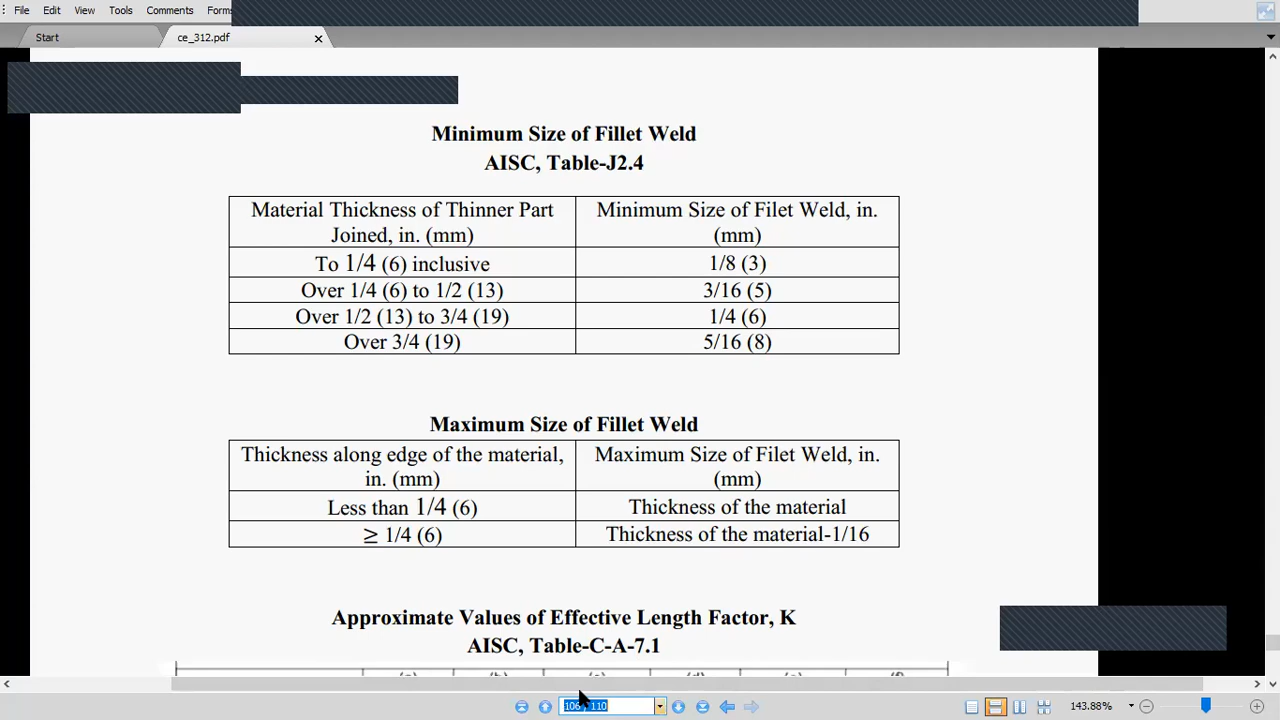 File Edit View Tools Comments Forms
Start ce_312.pdf
Minimum Size of Fillet Weld
AISC, Table-J2.4
Material Thickness of Thinner Part Joined, in. (mm) Minimum Size of Filet Weld, in. (mm)
To 1/4 (6) inclusive 1/8 (3)
Over 1/4 (6) to 1/2 (13) 3/16 (5)
Over 1/2 (13) to 3/4 (19) 1/4 (6)
Over 3/4 (19) 5/16 (8)
Maximum Size of Fillet Weld
Thickness along edge of the material, in. (mm) Maximum Size of Filet Weld, in. (mm)
Less than 1/4 (6) Thickness of the material
≥ 1/4 (6) Thickness of the material-1/16
Approximate Values of Effective Length Factor, K
AISC, Table-C-A-7.1
106 / 110 143.88%